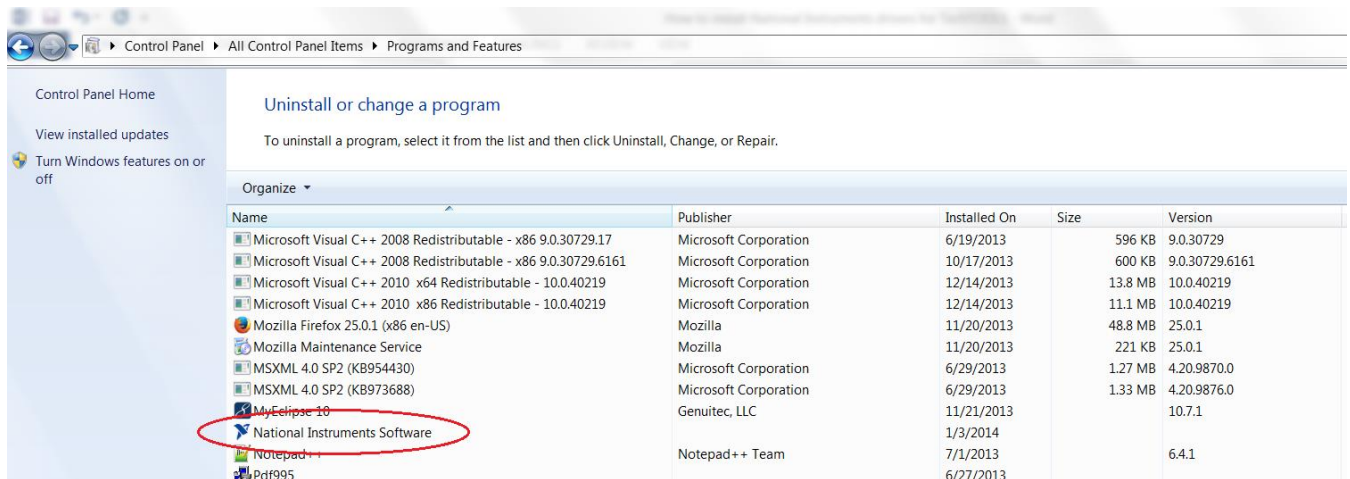 How to install National Instruments drivers for TechTOOLS - Word
Control Panel ▸ All Control Panel Items ▸ Programs and Features
Control Panel Home
View installed updates
Turn Windows features on or
off
Uninstall or change a program
To uninstall a program, select it from the list and then click Uninstall, Change, or Repair.
Organize
Name Publisher Installed On Size Version
Microsoft Visual C++ 2008 Redistributable - x86 9.0.30729.17 Microsoft Corporation 6/19/2013 596 KB 9.0.30729
Microsoft Visual C++ 2008 Redistributable - x86 9.0.30729.6161 Microsoft Corporation 10/17/2013 600 KB 9.0.30729.6161
Microsoft Visual C++ 2010 x64 Redistributable - 10.0.40219 Microsoft Corporation 12/14/2013 13.8 MB 10.0.40219
Microsoft Visual C++ 2010 x86 Redistributable - 10.0.40219 Microsoft Corporation 12/14/2013 11.1 MB 10.0.40219
Mozilla Firefox 25.0.1 (x86 en-US) Mozilla 11/20/2013 48.8 MB 25.0.1
Mozilla Maintenance Service Mozilla 11/20/2013 221 KB 25.0.1
MSXML 4.0 SP2 (KB954430) Microsoft Corporation 6/29/2013 1.27 MB 4.20.9870.0
MSXML 4.0 SP2 (KB973688) Microsoft Corporation 6/29/2013 1.33 MB 4.20.9876.0
MyEclipse 10 Genuitec, LLC 11/21/2013 10.7.1
National Instruments Software 1/3/2014
Notepad++ Notepad++ Team 7/1/2013 6.4.1
Pdf995 6/27/2013